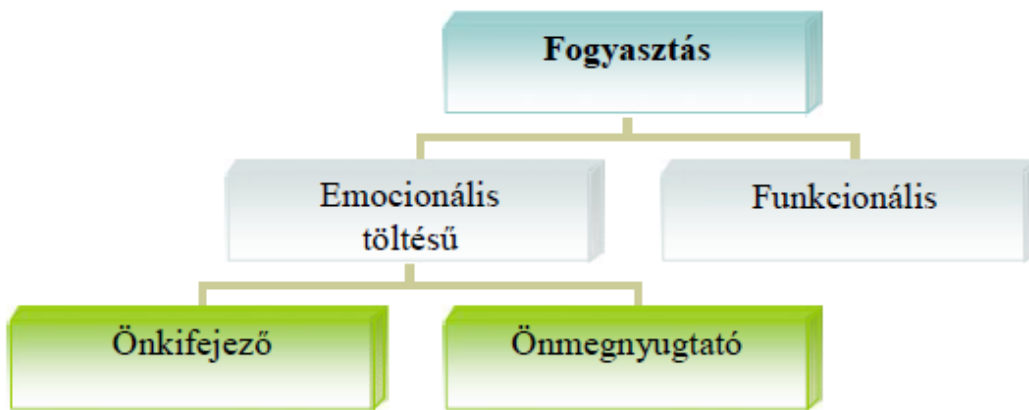 Fogyasztás
Emocionális
töltésű
Funkcionális
Önkifejező
Önmegnyugtató